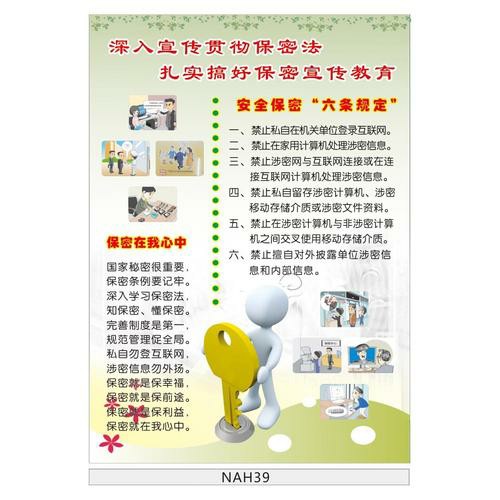 深入宣传贯彻保密法
扎实搞好保密宣传教育
安全保密“六条规定”
一、禁止私自在机关单位登录互联网。
二、禁止在家用计算机处理涉密信息。
三、禁止涉密网与互联网连接或在连
接互联网计算机处理涉密信息。
四、禁止私自留存涉密计算机、涉密
移动存储介质或涉密文件资料。
五、禁止在涉密计算机与非涉密计算
机之间交叉使用移动存储介质。
六、禁止擅自对外披露单位涉密信
息和内部信息。
保密在我心中
国家秘密很重要，
保密条例要记牢。
深入学习保密法，
知保密、懂保密。
完善制度是第一，
规范管理促全局。
私自勿登互联网，
涉密信息勿外扬。
保密就是保幸福，
保密就是保前途。
保密就是保利益，
保密就在我心中。
NAH39